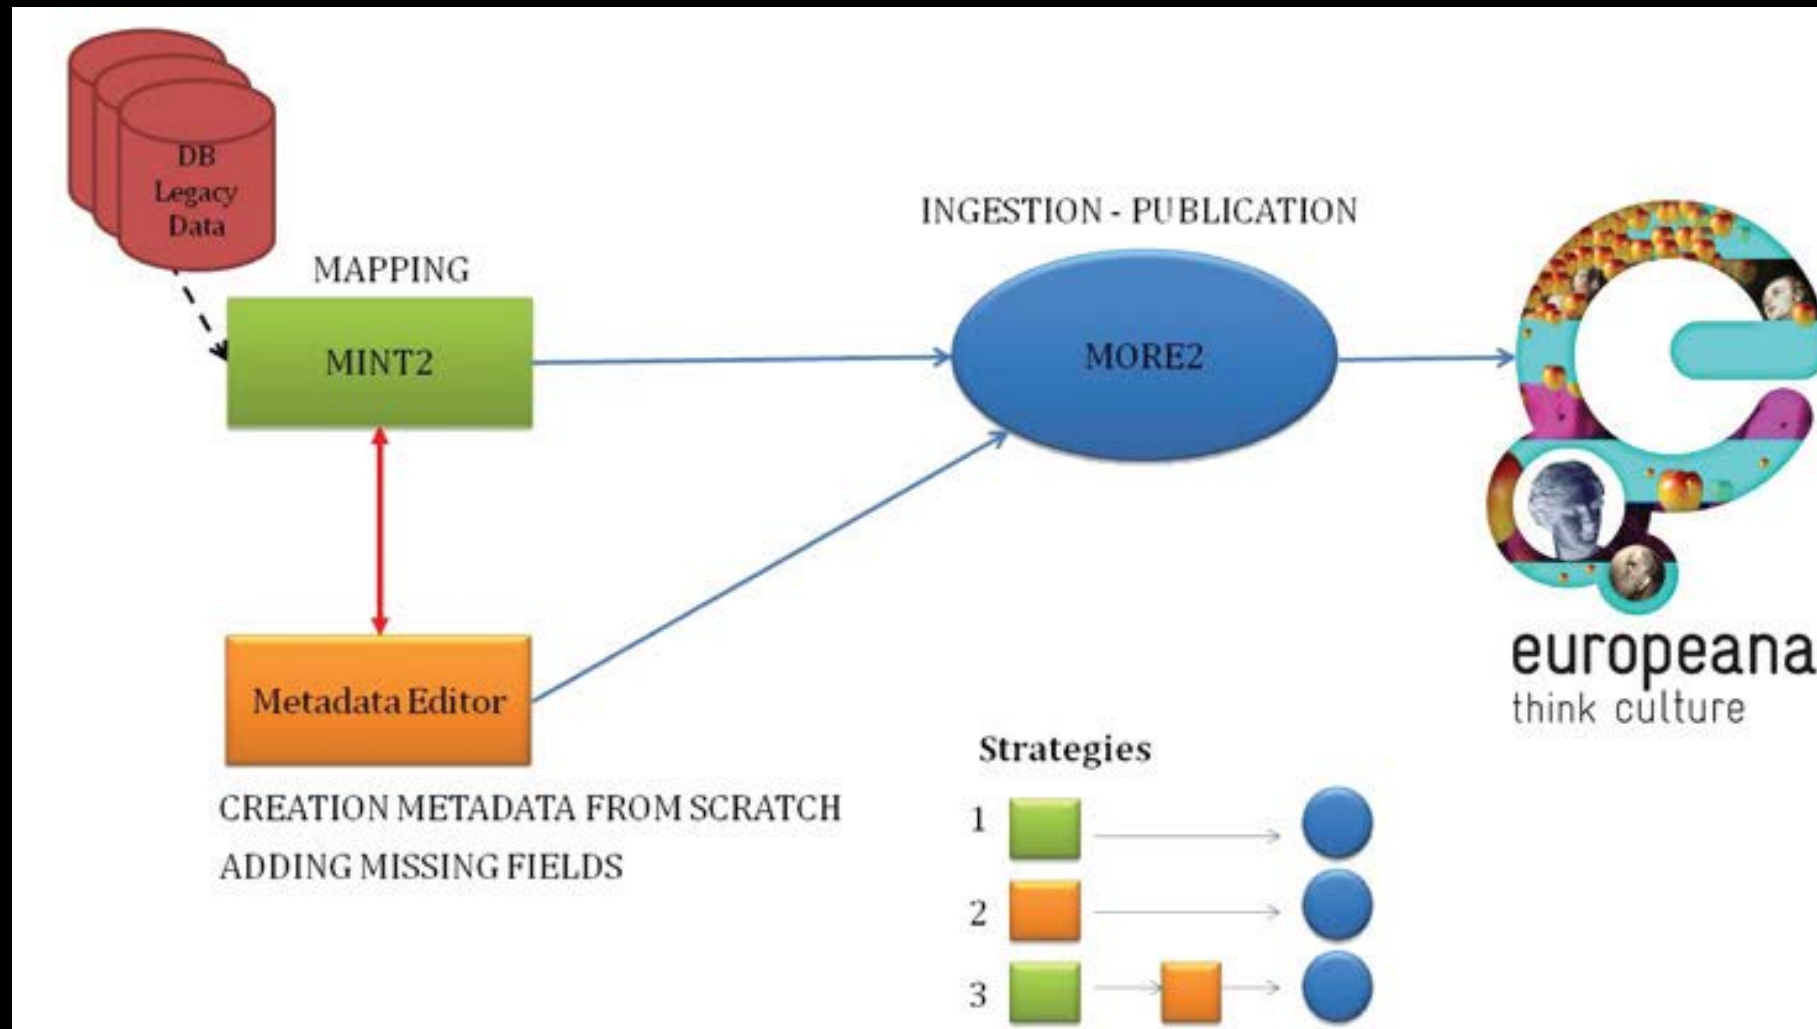 DB
Legacy
Data
MAPPING
MINT2
INGESTION - PUBLICATION
MORE2
Metadada Editor
CREATION METADATA FROM SCRATCH
ADDING MISSING FIELDS
europeana
think culture
Strategies
1
2
3